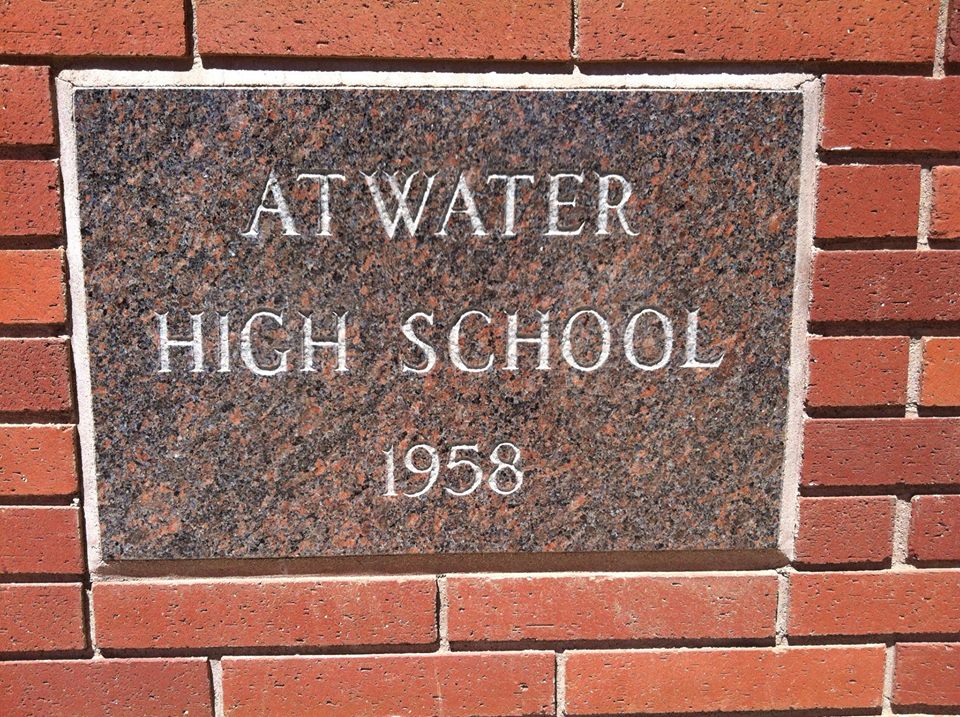 ATWATER
HIGH SCHOOL
1958